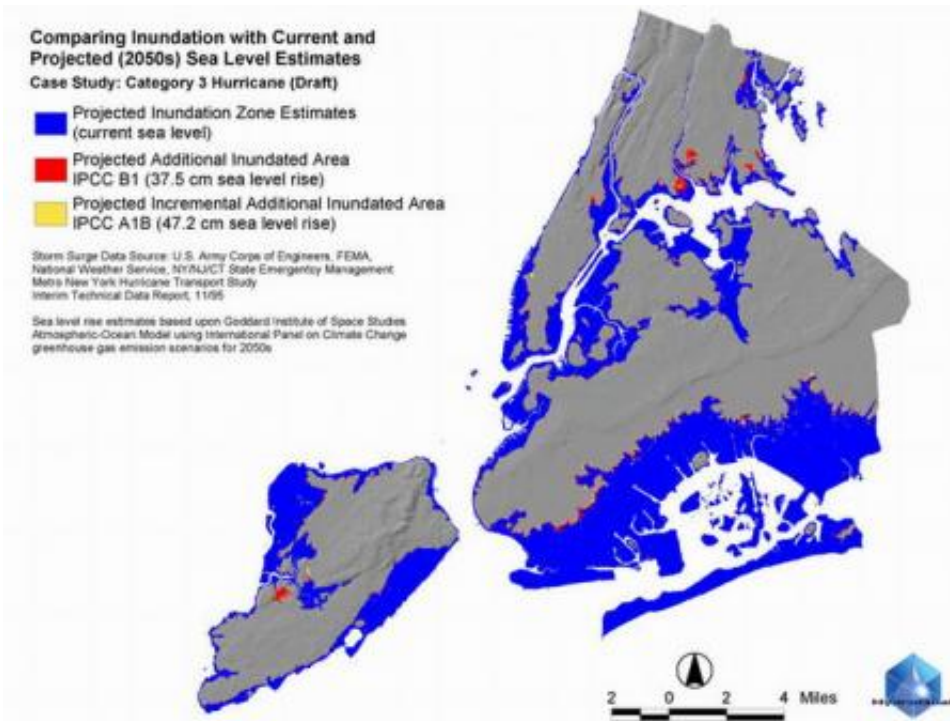 Comparing Inundation with Current and
Projected (2050s) Sea Level Estimates
Case Study: Category 3 Hurricane (Draft)
Projected Inundation Zone Estimates
(current sea level)
Projected Additional Inundated Area
IPCC B1 (37.5 cm sea level rise)
Projected Incremental Additional Inundated Area
IPCC A1B (47.2 cm sea level rise)
Storm Surge Data Source: U.S. Army Corps of Engineers, FEMA,
National Weather Service, NY/NJ/CT State Emergentoy Management
Metro New York Hurricane Transport Study
Interim Technical Data Report, 11/95
Sea level rise estimates based upon Goddard Institute of Space Studies
Atmospheric-Ocean Model using International Panel on Climate Change
greenhouse gas emission scenarios for 2050s
2 0 2 4 Miles